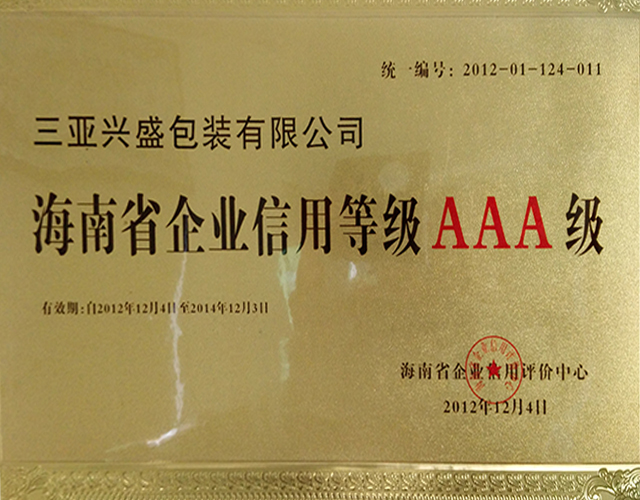 统一编号：2012-01-124-011
三亚兴盛包装有限公司
海南省企业信用等级AAA级
有效期：自2012年12月4日至2014年12月3日
海南省企业信用评价中心
2012年12月4日